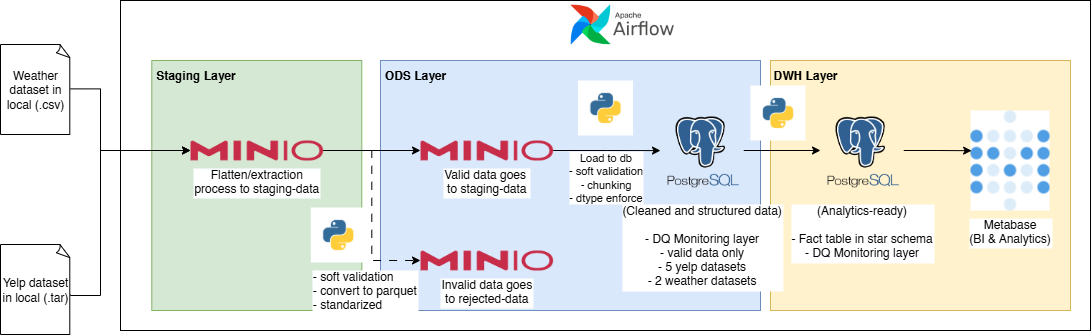 Apache
Airflow
Weather
dataset in
local (.csv)
Yelp dataset
in local (.tar)
Staging Layer
MINIO
Flatten/extraction
process to staging-data
- soft validation
- convert to parquet
- standarized
ODS Layer
MINIO
Valid data goes
to staging-data
MINIO
Invalid data goes
to rejected-data
Load to db
- soft validation
- chunking
- dtype enforce
PostgreSQL
(Cleaned and structured data)
- DQ Monitoring layer
- valid data only
- 5 yelp datasets
- 2 weather datasets
DWH Layer
PostgreSQL
(Analytics-ready)
- Fact table in star schema
- DQ Monitoring layer
Metabase
(BI & Analytics)